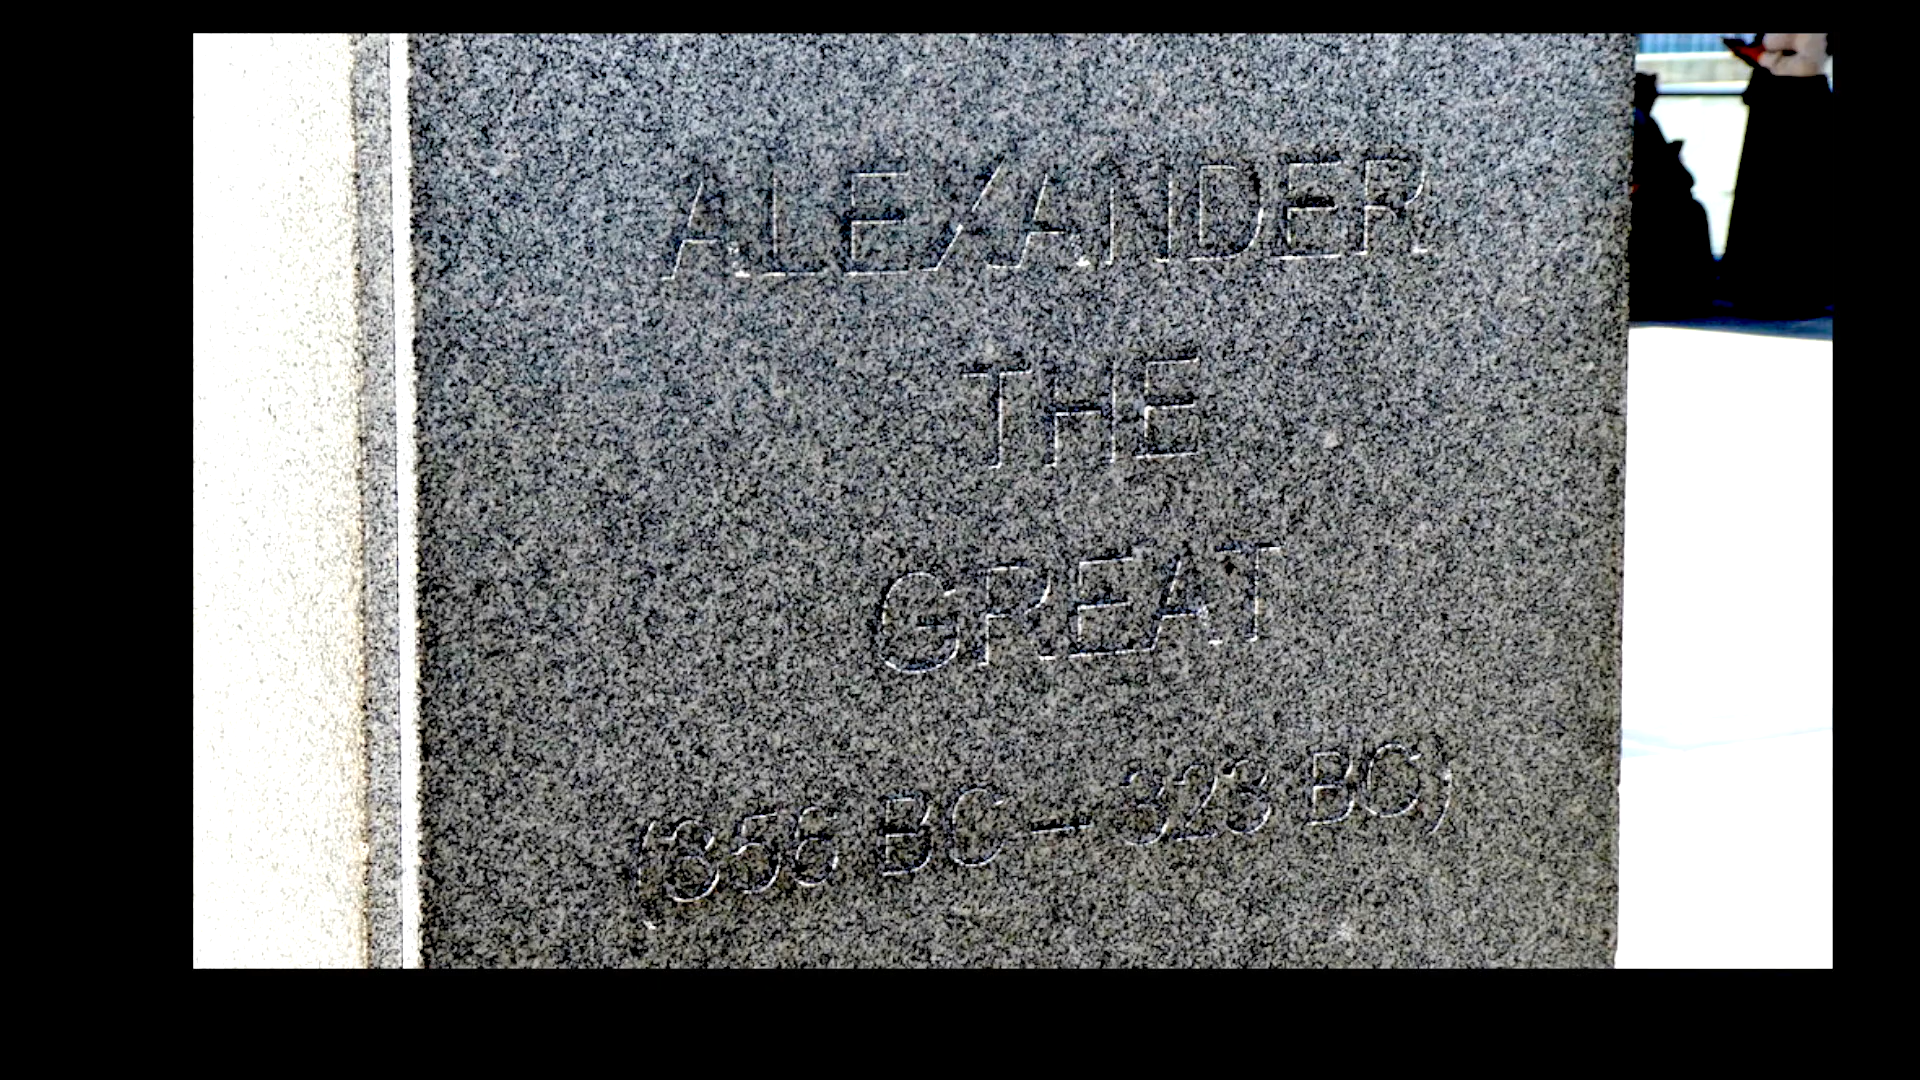 ALEXANDER
THE
GREAT
(356 BC – 323 BC)